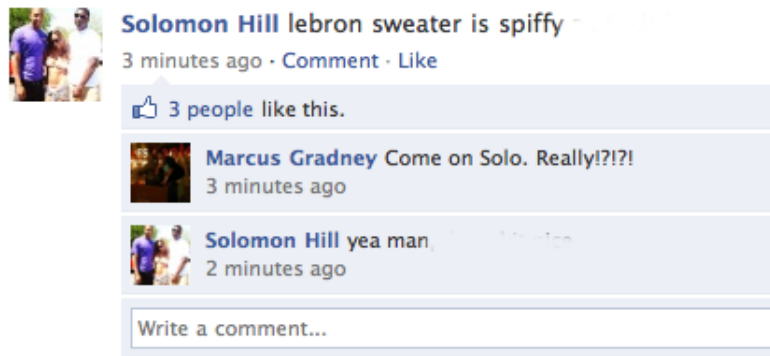 Solomon Hill lebron sweater is spiffy
3 minutes ago · Comment · Like
3 people like this.
Marcus Gradney Come on Solo. Really!?!?!
3 minutes ago
Solomon Hill yea man
2 minutes ago
Write a comment...